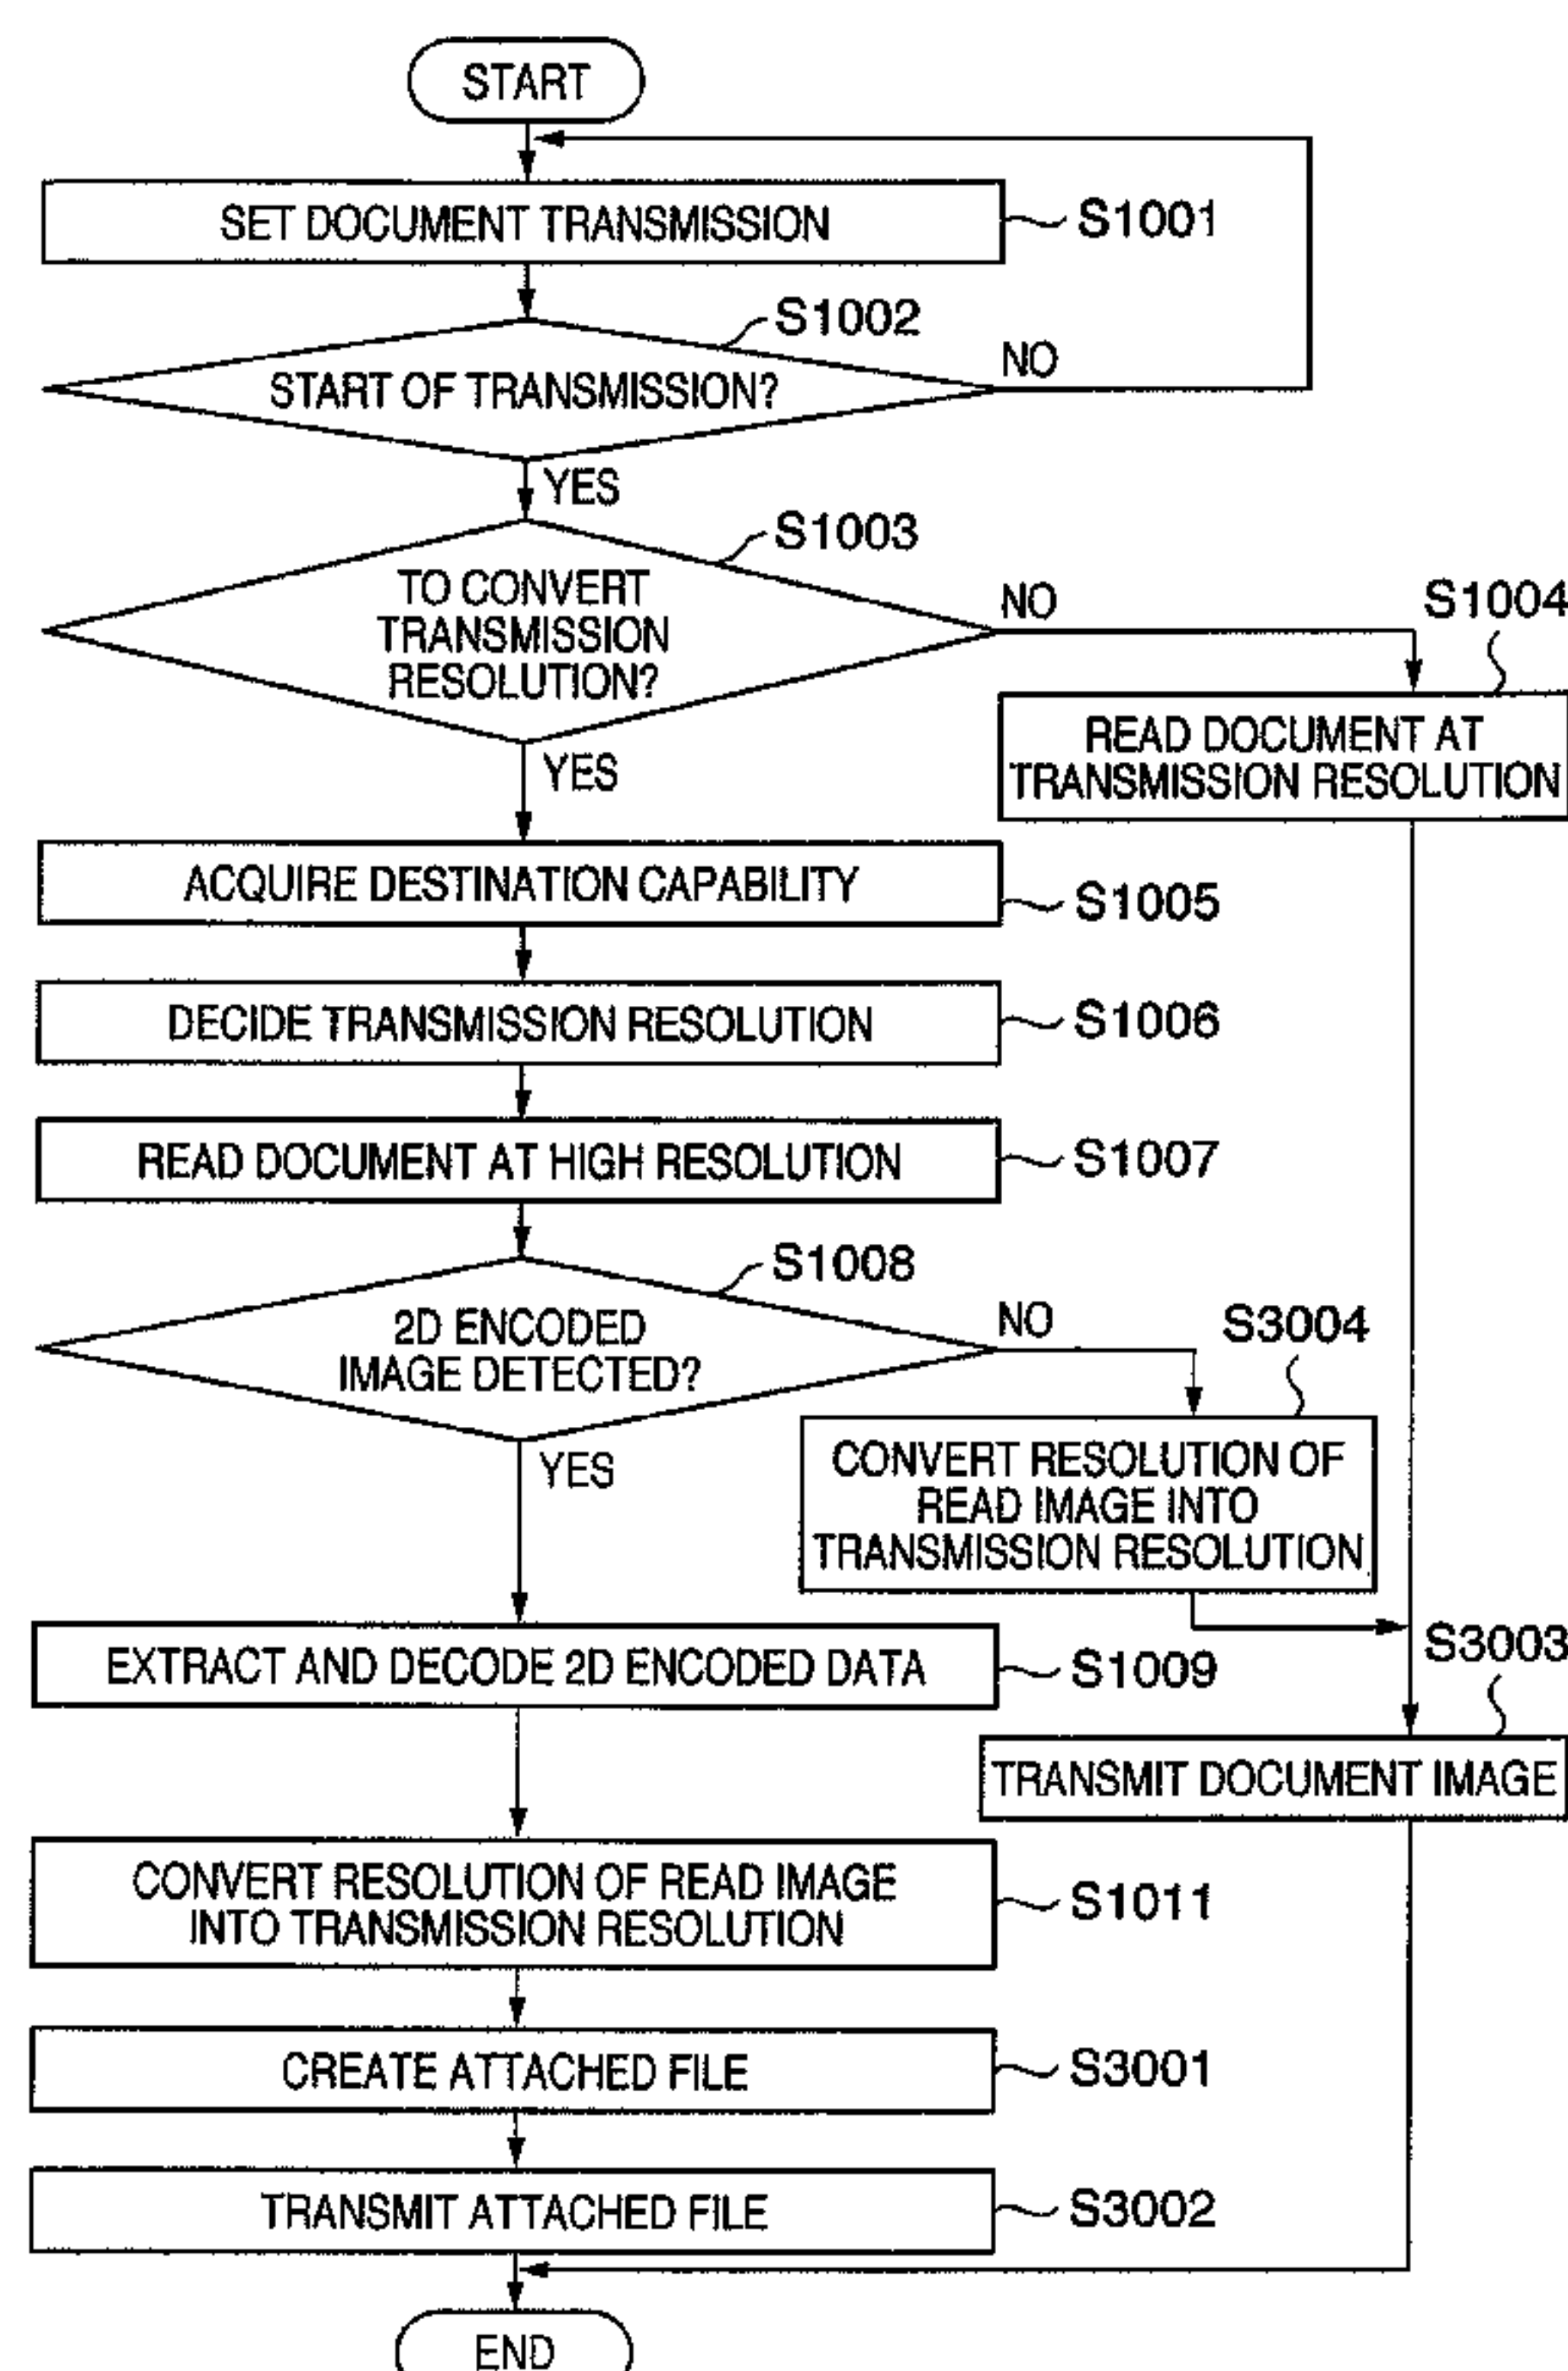 START
SET DOCUMENT TRANSMISSION
S1001
S1002
START OF TRANSMISSION?
NO
YES
S1003
TO CONVERT
TRANSMISSION
RESOLUTION?
NO
YES
S1004
READ DOCUMENT AT
TRANSMISSION RESOLUTION
ACQUIRE DESTINATION CAPABILITY
S1005
DECIDE TRANSMISSION RESOLUTION
S1006
READ DOCUMENT AT HIGH RESOLUTION
S1007
S1008
2D ENCODED
IMAGE DETECTED?
NO
YES
S3004
CONVERT RESOLUTION OF
READ IMAGE INTO
TRANSMISSION RESOLUTION
EXTRACT AND DECODE 2D ENCODED DATA
S1009
S3003
TRANSMIT DOCUMENT IMAGE
CONVERT RESOLUTION OF READ IMAGE
INTO TRANSMISSION RESOLUTION
S1011
CREATE ATTACHED FILE
S3001
TRANSMIT ATTACHED FILE
S3002
END